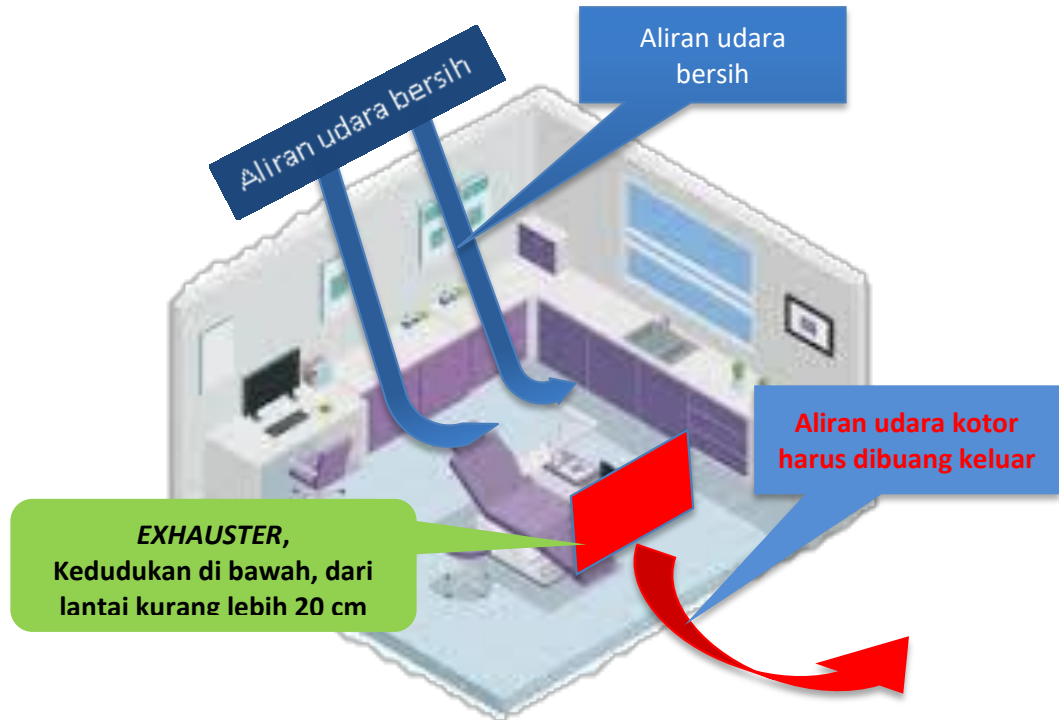 Aliran udara
bersih
Aliran udara bersih
Aliran udara kotor
harus dibuang keluar
EXHAUSTER,
Kedudukan di bawah, dari
lantai kurang lebih 20 cm